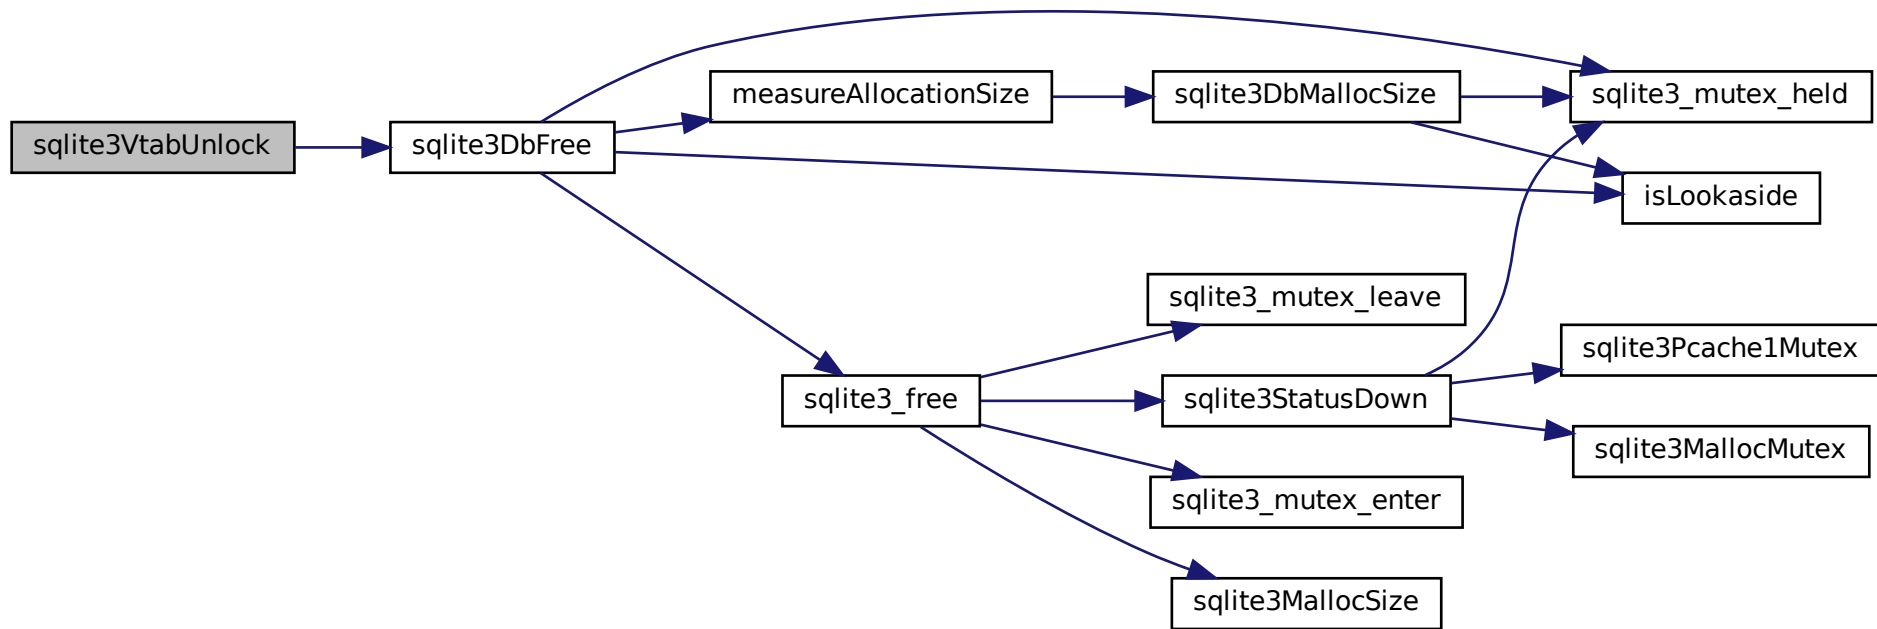 sqlite3VtabUnlock
sqlite3DbFree
measureAllocationSize
sqlite3DbMallocSize
sqlite3_mutex_held
isLookaside
sqlite3_free
sqlite3_mutex_leave
sqlite3StatusDown
sqlite3Pcache1Mutex
sqlite3MallocMutex
sqlite3_mutex_enter
sqlite3MallocSize